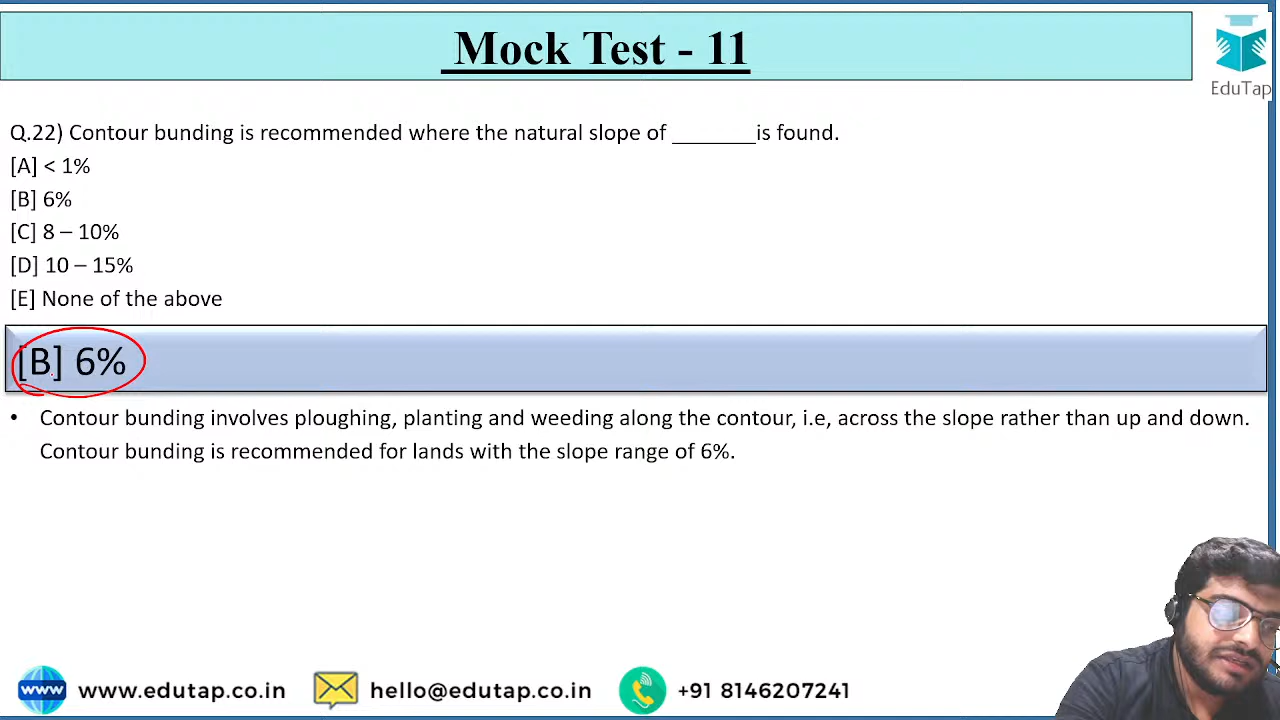 Mock Test - 11
EduTap
Q.22) Contour bunding is recommended where the natural slope of _______is found.
[A] < 1%
[B] 6%
[C] 8 – 10%
[D] 10 – 15%
[E] None of the above
[B] 6%
• Contour bunding involves ploughing, planting and weeding along the contour, i.e, across the slope rather than up and down.
Contour bunding is recommended for lands with the slope range of 6%.
www www.edutap.co.in hello@edutap.co.in +91 8146207241